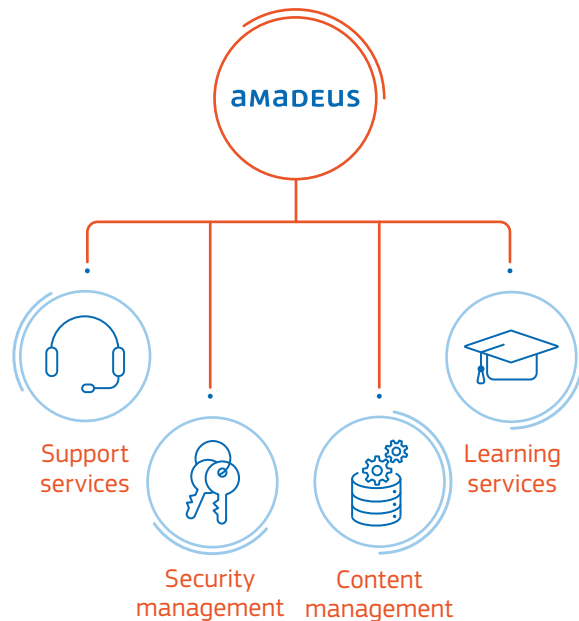 amadeus
Support
services
Learning
services
Security
management
Content
management